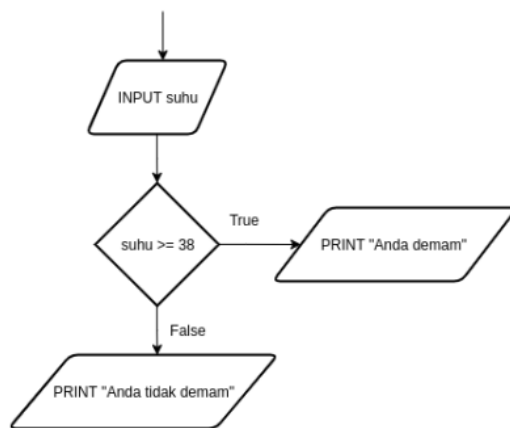 INPUT suhu
suhu >= 38
True
PRINT "Anda demam"
False
PRINT "Anda tidak demam"